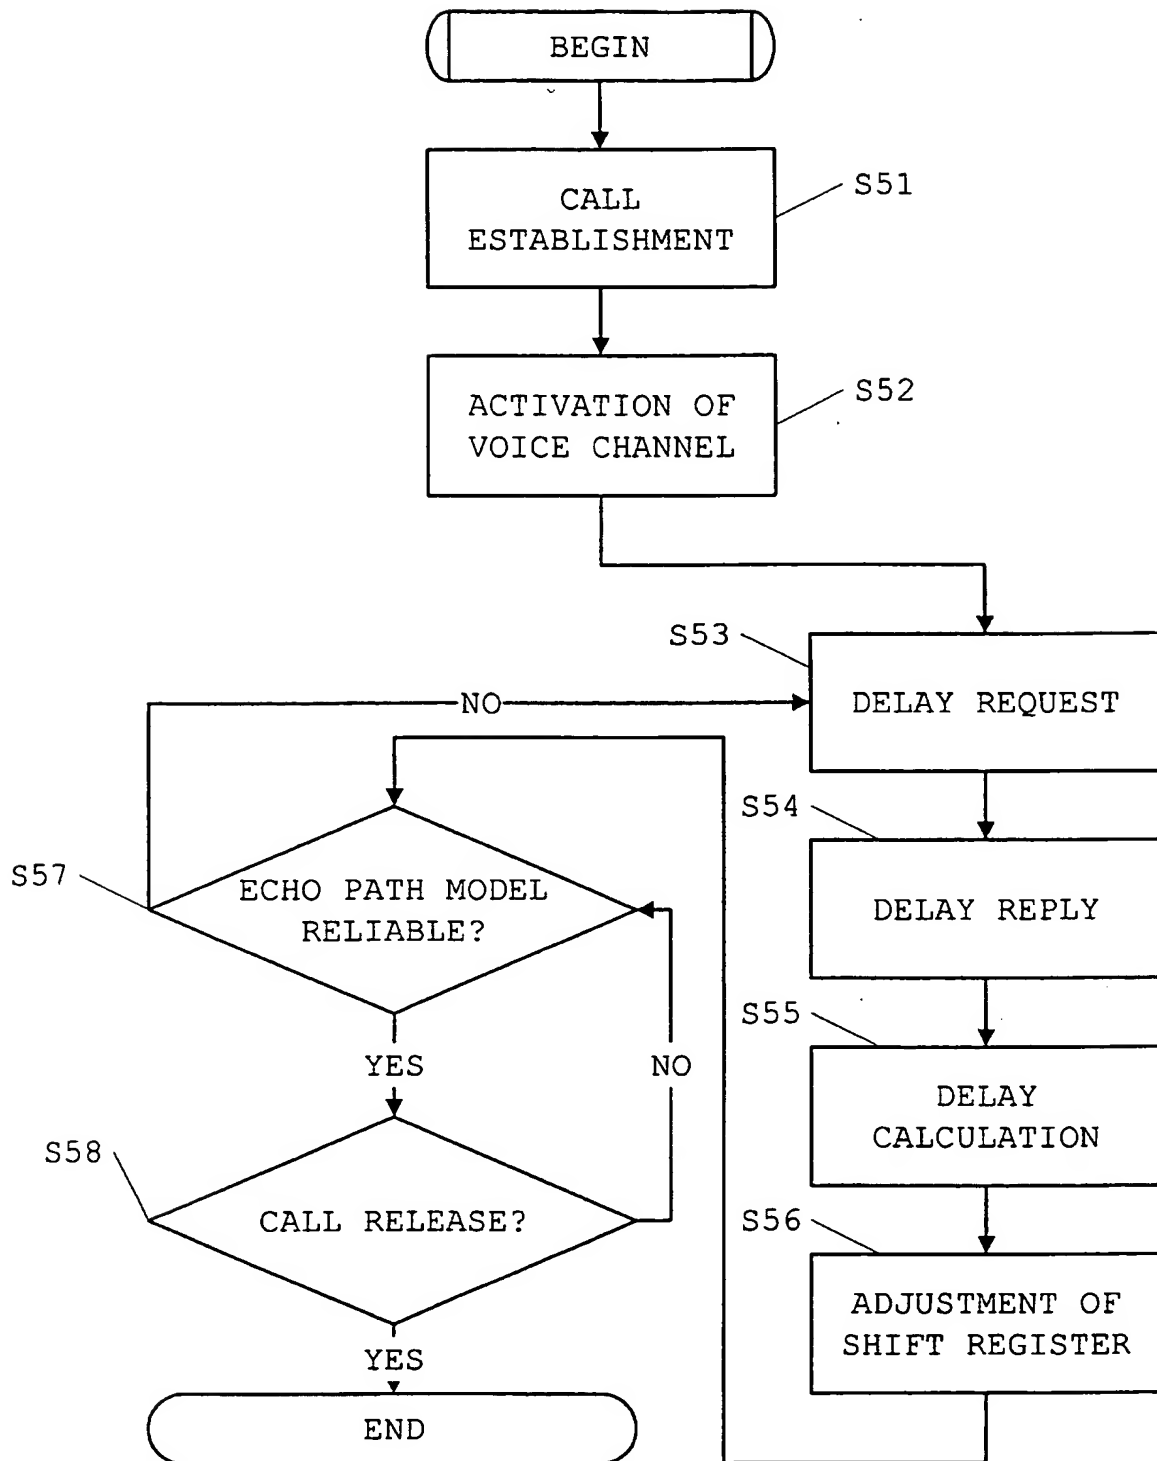 BEGIN
CALL
ESTABLISHMENT
S51
ACTIVATION OF
VOICE CHANNEL
S52
S53
DELAY REQUEST
NO
S54
DELAY REPLY
S57
ECHO PATH MODEL
RELIABLE?
YES
NO
S55
DELAY
CALCULATION
S58
CALL RELEASE?
S56
ADJUSTMENT OF
SHIFT REGISTER
YES
END